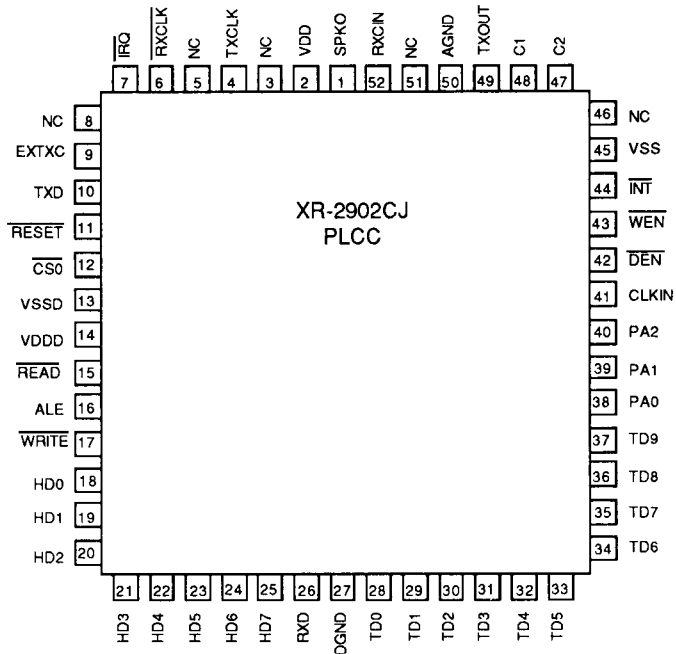 IRQ RXCLK NC TXCLK NC VDD SPKO RXCIN NC AGND TXOUT C1 C2
7 6 5 4 3 2 1 52 51 50 49 48 47
NC 8 46 NC
EXTXC 9 45 VSS
TXD 10 44 INT
RESET 11 43 WEN
CS0 12 42 DEN
VSSD 13 41 CLKIN
VDDD 14 40 PA2
READ 15 39 PA1
ALE 16 38 PA0
WRITE 17 37 TD9
HD0 18 36 TD8
HD1 19 35 TD7
HD2 20 34 TD6
XR-2902CJ
PLCC
21 22 23 24 25 26 27 28 29 30 31 32 33
HD3 HD4 HD5 HD6 HD7 RXD DGND TD0 TD1 TD2 TX3 TD4 TD5